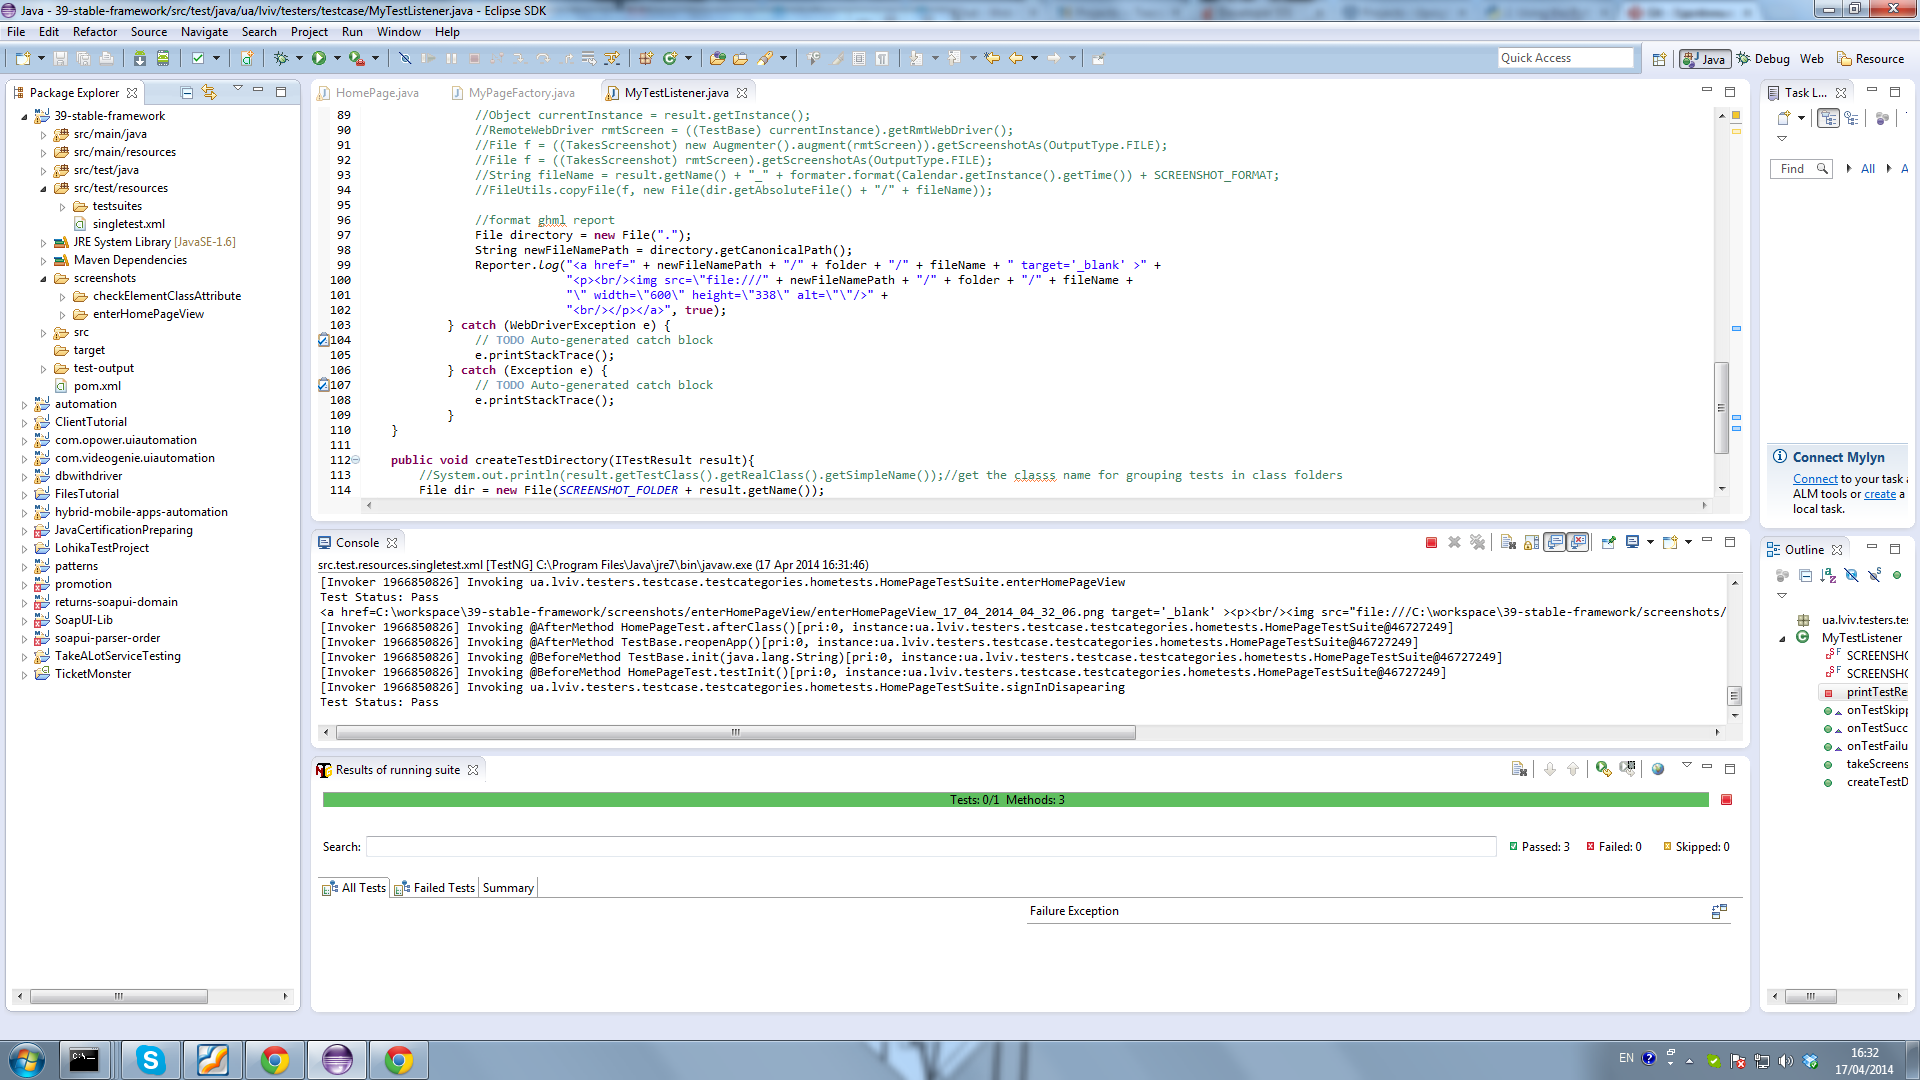 Java - 39-stable-framework/src/test/java/ua/lviv/testers/testcase/MyTestListener.java - Eclipse SDK
File Edit Refactor Source Navigate Search Project Run Window Help
Quick Access
Java
Debug
Web
Resource
Package Explorer
39-stable-framework
src/main/java
src/main/resources
src/test/java
src/test/resources
testsuites
singletest.xml
JRE System Library [JavaSE-1.6]
Maven Dependencies
screenshots
checkElementClassAttribute
enterHomePageView
src
target
test-output
pom.xml
automation
ClientTutorial
com.opower.uiautomation
com.videogenie.uiautomation
dbwithdriver
FilesTutorial
hybrid-mobile-apps-automation
JavaCertificationPreparing
LohikaTestProject
patterns
promotion
returns-soapui-domain
SoapUI-Lib
soapui-parser-order
TakeALotServiceTesting
TicketMonster
HomePage.java
MyPageFactory.java
MyTestListener.java
89 //Object currentInstance = result.getInstance();
90 //RemoteWebDriver rmtScreen = ((TestBase) currentInstance).getRmtWebDriver();
91 //File f = ((TakesScreenshot) new Augmenter().augment(rmtScreen)).getScreenshotAs(OutputType.FILE);
92 //File f = ((TakesScreenshot) rmtScreen).getScreenshotAs(OutputType.FILE);
93 //String fileName = result.getName() + "_" + formater.format(Calendar.getInstance().getTime()) + SCREENSHOT_FORMAT;
94 //FileUtils.copyFile(f, new File(dir.getAbsoluteFile() + "/" + fileName));
95
96 //format ghml report
97 File directory = new File(".");
98 String newFileNamePath = directory.getCanonicalPath();
99 Reporter.log("<a href=" + newFileNamePath + "/" + folder + "/" + fileName + " target='_blank' >" +
100 "<p><br/><img src=\"file:///" + newFileNamePath + "/" + folder + "/" + fileName +
101 "\" width=\"600\" height=\"338\" alt=\"\"/>" +
102 "<br/></p></a>", true);
103 } catch (WebDriverException e) {
104 // TODO Auto-generated catch block
105 e.printStackTrace();
106 } catch (Exception e) {
107 // TODO Auto-generated catch block
108 e.printStackTrace();
109 }
110 }
111
112 public void createTestDirectory(ITestResult result){
113 //System.out.println(result.getTestClass().getRealClass().getSimpleName());//get the classs name for grouping tests in class folders
114 File dir = new File(SCREENSHOT_FOLDER + result.getName());
Console
src.test.resources.singletest.xml [TestNG] C:\Program Files\Java\jre7\bin\javaw.exe (17 Apr 2014 16:31:46)
[Invoker 1966850826] Invoking ua.lviv.testers.testcase.testcategories.hometests.HomePageTestSuite.enterHomePageView
Test Status: Pass
<a href=C:\workspace\39-stable-framework/screenshots/enterHomePageView/enterHomePageView_17_04_2014_04_32_06.png target='_blank' ><p><br/><img src="file:///C:\workspace\39-stable-framework/screenshots/
[Invoker 1966850826] Invoking @AfterMethod HomePageTest.afterClass()[pri:0, instance:ua.lviv.testers.testcase.testcategories.hometests.HomePageTestSuite@46727249]
[Invoker 1966850826] Invoking @AfterMethod TestBase.reopenApp()[pri:0, instance:ua.lviv.testers.testcase.testcategories.hometests.HomePageTestSuite@46727249]
[Invoker 1966850826] Invoking @BeforeMethod TestBase.init(java.lang.String)[pri:0, instance:ua.lviv.testers.testcase.testcategories.hometests.HomePageTestSuite@46727249]
[Invoker 1966850826] Invoking @BeforeMethod HomePageTest.testInit()[pri:0, instance:ua.lviv.testers.testcase.testcategories.hometests.HomePageTestSuite@46727249]
[Invoker 1966850826] Invoking ua.lviv.testers.testcase.testcategories.hometests.HomePageTestSuite.signInDisapearing
Test Status: Pass
Results of running suite
Tests: 0/1 Methods: 3
Search:
Passed: 3
Failed: 0
Skipped: 0
All Tests
Failed Tests
Summary
Failure Exception
Task L...
Find
All
A
Connect Mylyn
Connect to your task
ALM tools or create a
local task.
Outline
ua.lviv.testers.tes
MyTestListener
SCREENSHO
SCREENSHO
printTestRe
onTestSkipp
onTestSucc
onTestFailu
takeScreens
createTestD
EN
16:32
17/04/2014